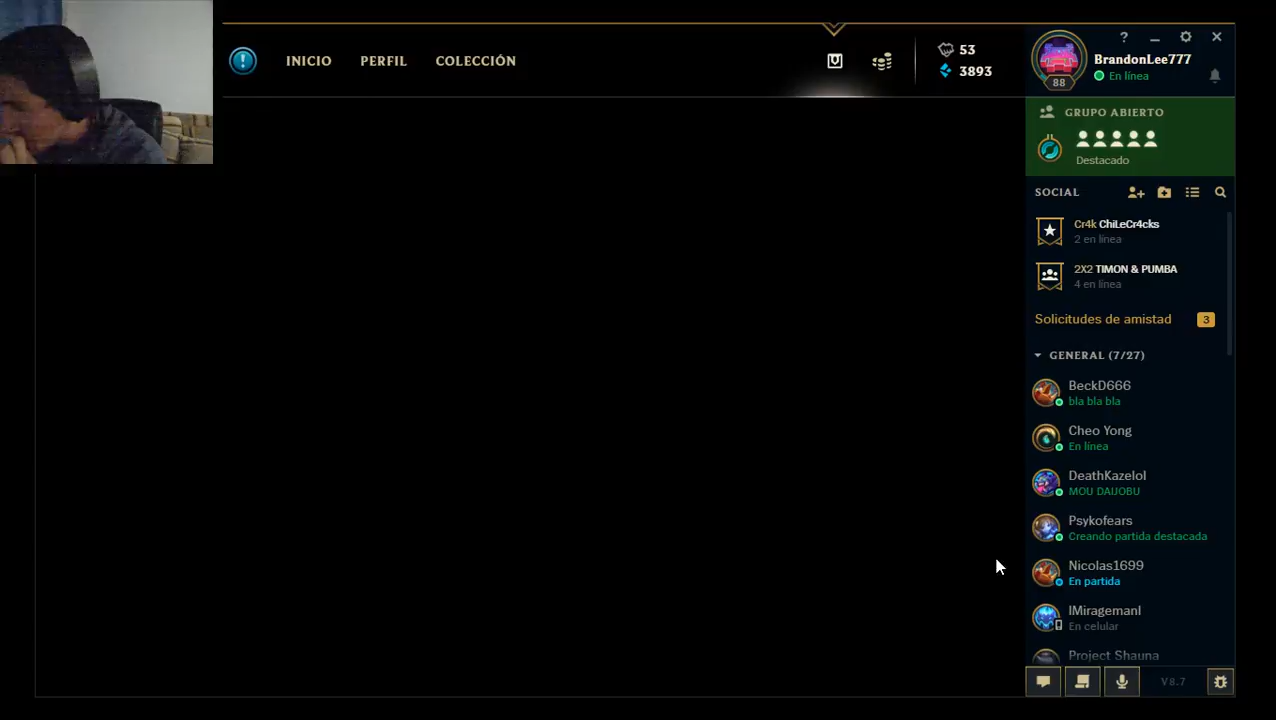 INICIO
PERFIL
COLECCIÓN
53
3893
?
88
BrandonLee777
En línea
GRUPO ABIERTO
Destacado
SOCIAL
Cr4k ChiLeCr4cks
2 en línea
2X2 TIMON & PUMBA
4 en línea
Solicitudes de amistad 3
GENERAL (7/27)
BeckD666
bla bla bla
Cheo Yong
En línea
DeathKazelol
MOU DAIJOBU
Psykofears
Creando partida destacada
Nicolas1699
En partida
lMiragemanl
En celular
Project Shauna
V8.7